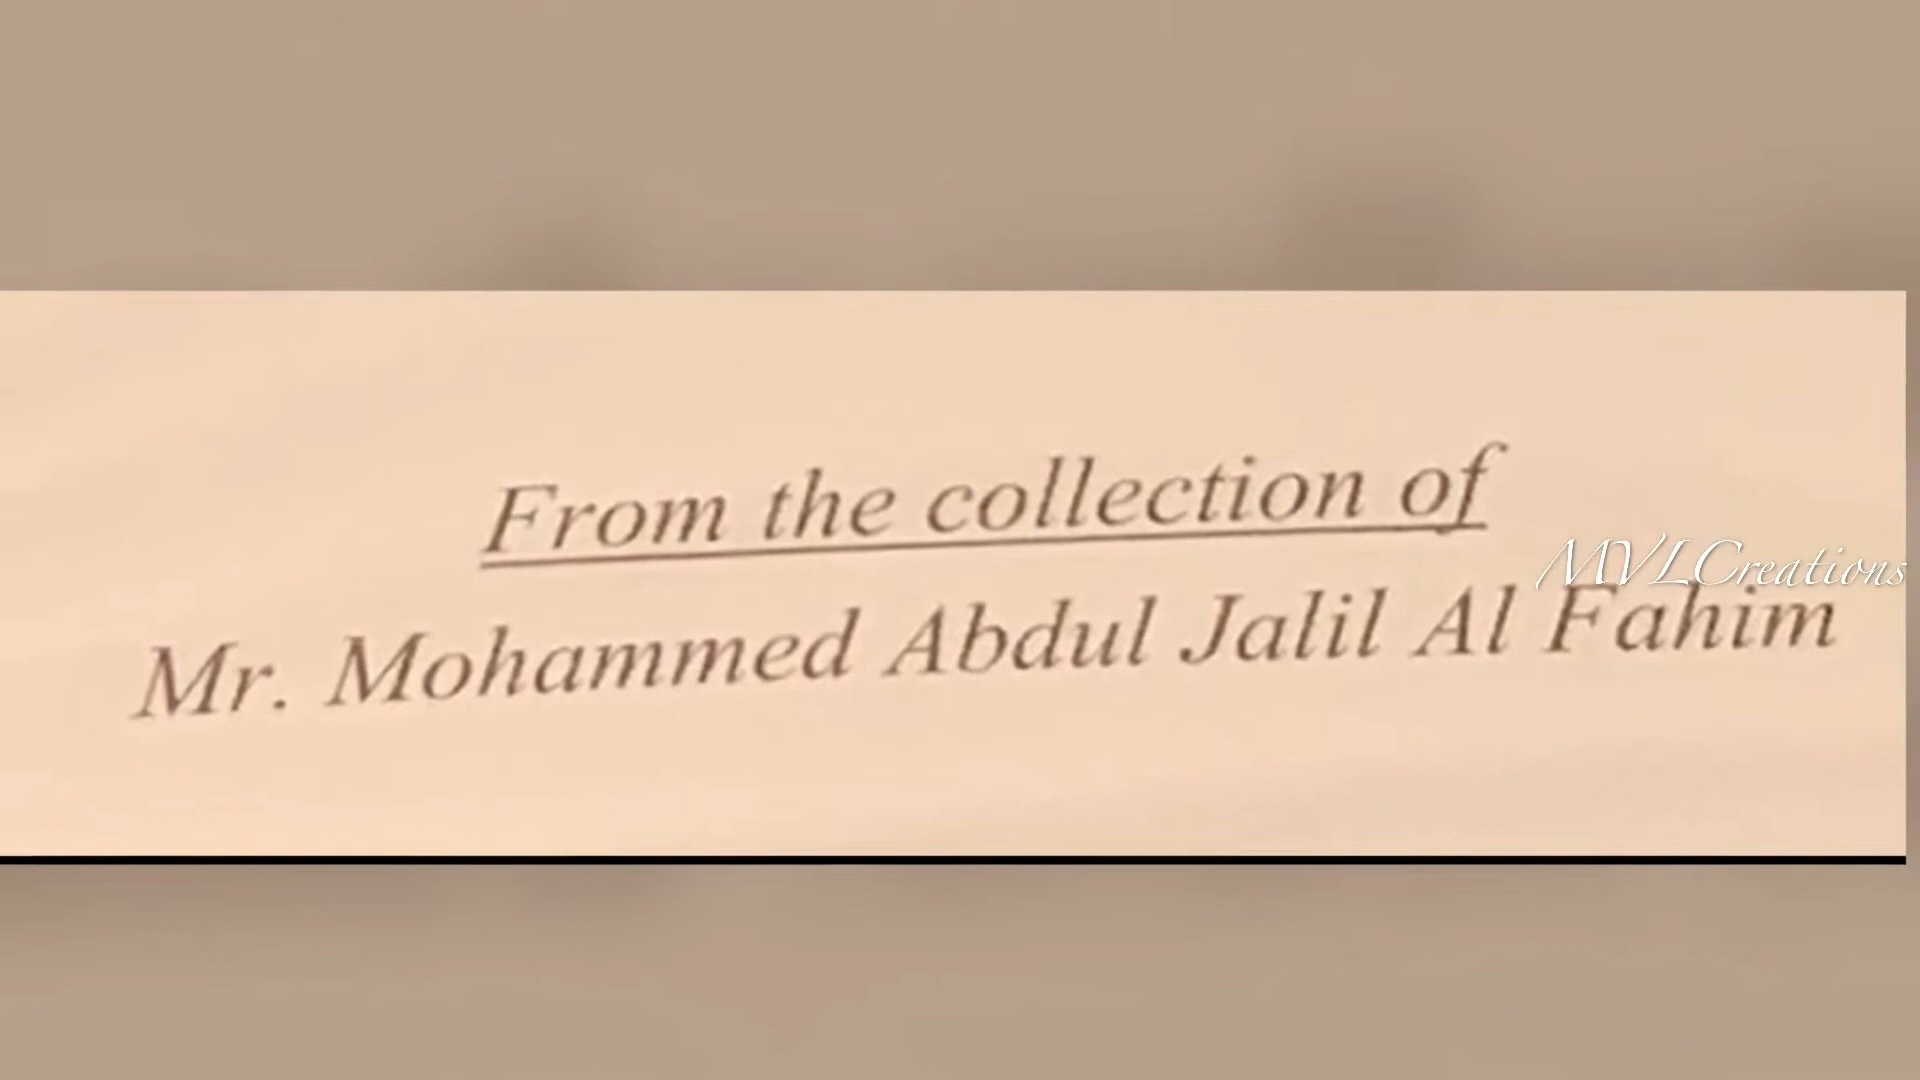 From the collection of
MVLCreations
Mr. Mohammed Abdul Jalil Al Fahim